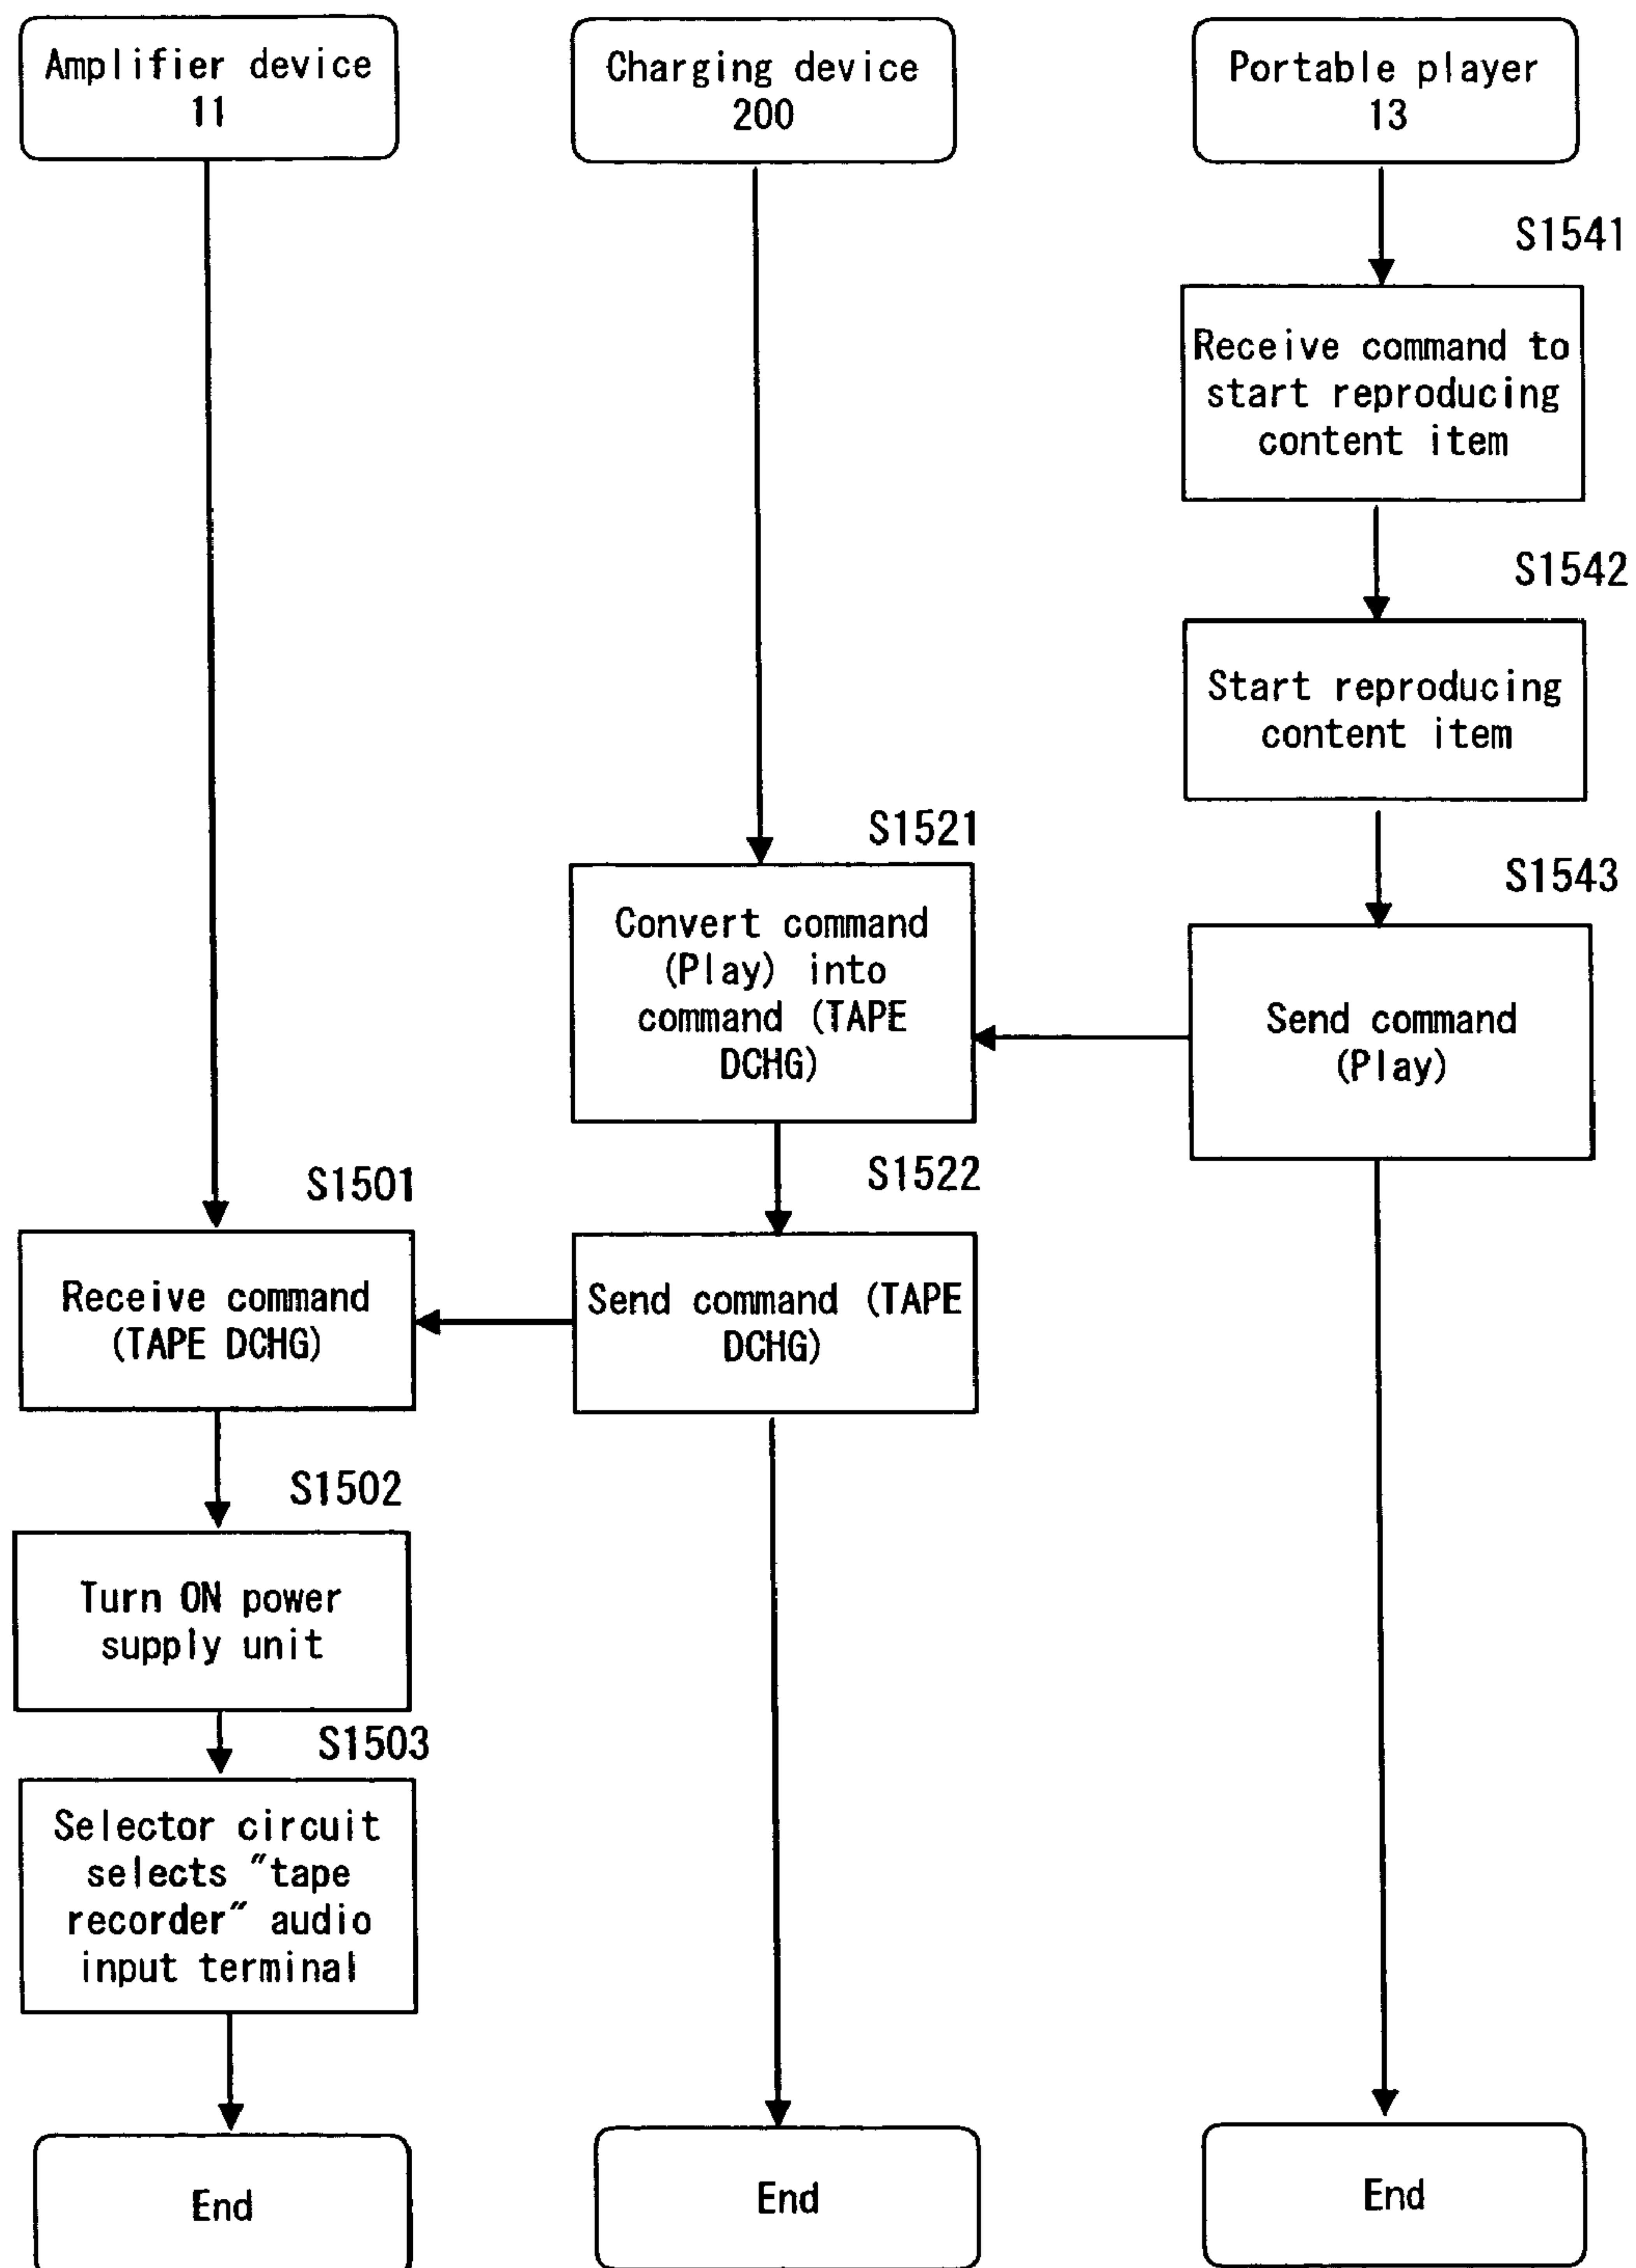 Amplifier device
11
Charging device
200
Portable player
13
S1541
Receive command to
start reproducing
content item
S1542
Start reproducing
content item
S1521
Convert command
(Play) into
command (TAPE
DCHG)
S1543
Send command
(Play)
S1501
Receive command
(TAPE DCHG)
S1522
Send command (TAPE
DCHG)
S1502
Turn ON power
supply unit
S1503
Selector circuit
selects "tape
recorder" audio
input terminal
End
End
End